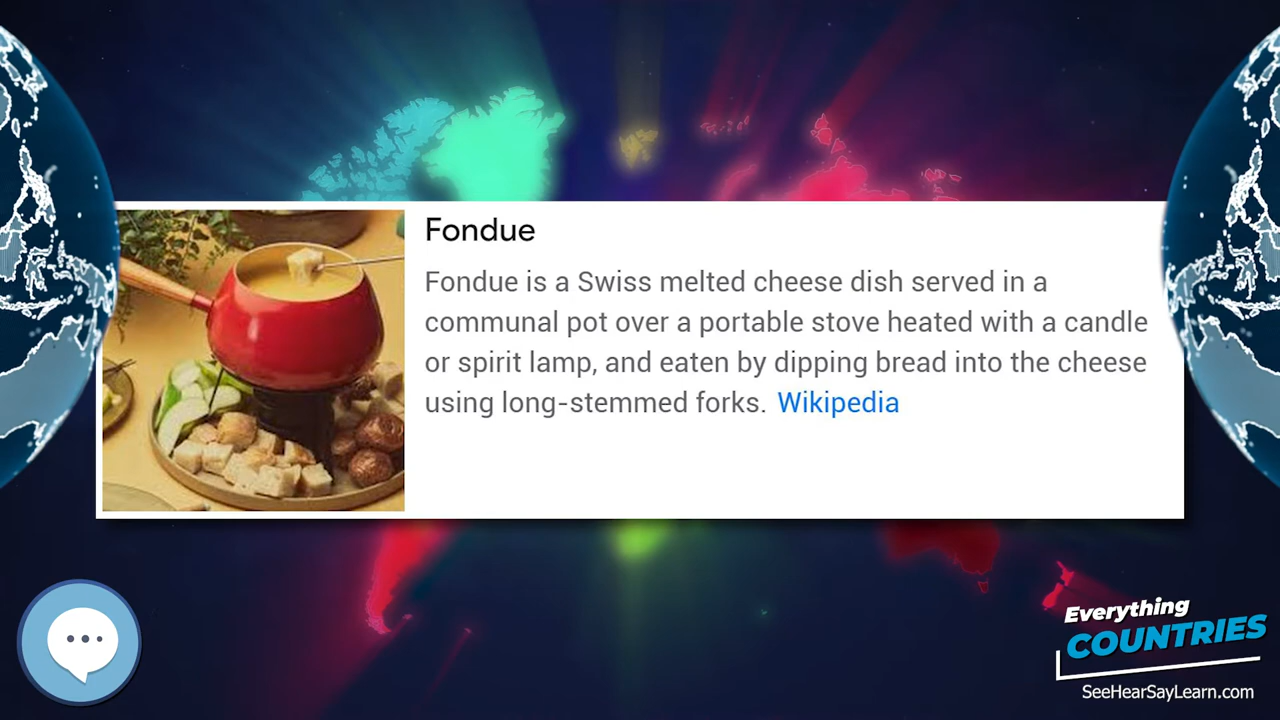 Fondue
Fondue is a Swiss melted cheese dish served in a
communal pot over a portable stove heated with a candle
or spirit lamp, and eaten by dipping bread into the cheese
using long-stemmed forks. Wikipedia
Everything
COUNTRIES
SeeHearSayLearn.com